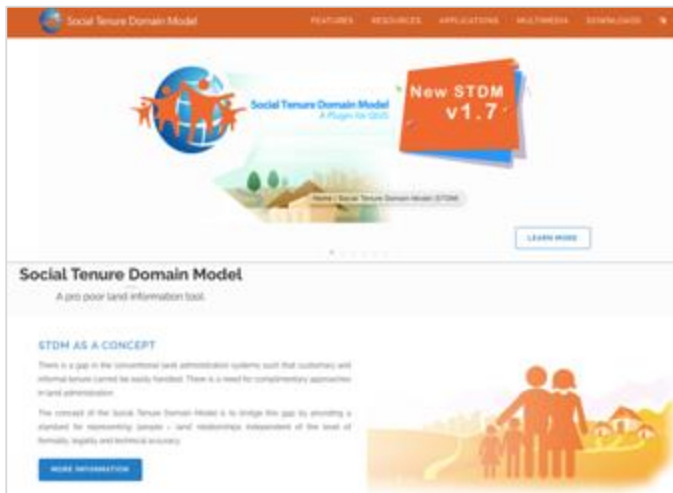 Social Tenure Domain Model
FEATURES RESOURCES APPLICATIONS MULTIMEDIA DOWNLOADS
Social Tenure Domain Model
A Plugin for QGIS
New STDM
v1.7
Home / Social Tenure Domain Model (STDM)
LEARN MORE
Social Tenure Domain Model
A pro poor land information tool.
STDM AS A CONCEPT
There is a gap in the conventional land administration systems such that customary and
informal tenure cannot be easily handled. There is a need for complimentary approaches
in land administration.
The concept of the Social Tenure Domain Model is to bridge this gap by providing a
standard for representing 'people – land' relationships independent of the level of
formality, legality and technical accuracy.
MORE INFORMATION